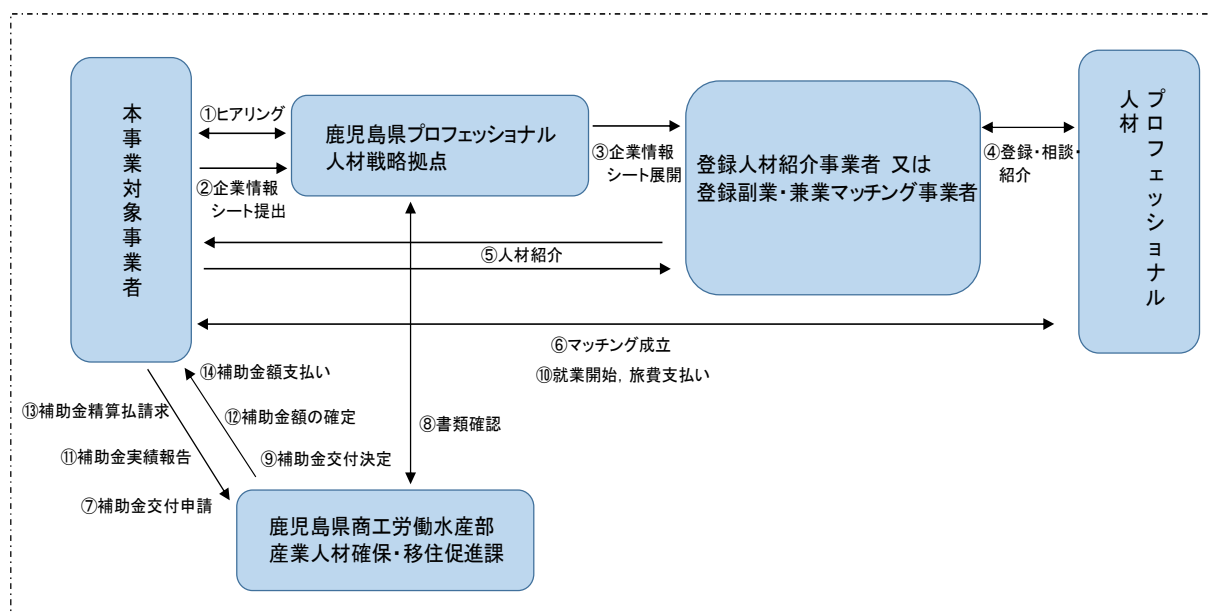 本事業対象事業者
①ヒアリング
②企業情報
シート提出
鹿児島県プロフェッショナル
人材戦略拠点
③企業情報
シート展開
登録人材紹介事業者 又は
登録副業・兼業マッチング事業者
④登録・相談・
紹介
プロフェッショナル
人材
⑤人材紹介
⑥マッチング成立
⑩就業開始，旅費支払い
⑭補助金額支払い
⑬補助金精算払請求
⑫補助金額の確定
⑧書類確認
⑪補助金実績報告
⑨補助金交付決定
⑦補助金交付申請
鹿児島県商工労働水産部
産業人材確保・移住促進課